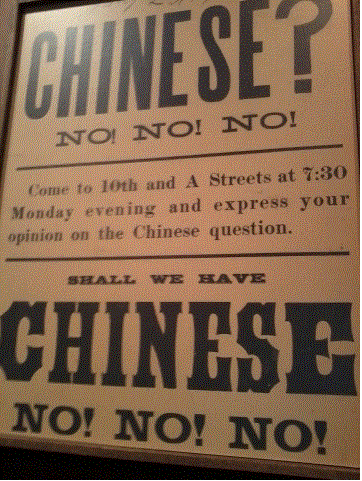 CHINESE?
NO! NO! NO!
Come to 10th and A Streets at 7:30
Monday evening and express your
opinion on the Chinese question.
SHALL WE HAVE
CHINESE
NO! NO! NO!